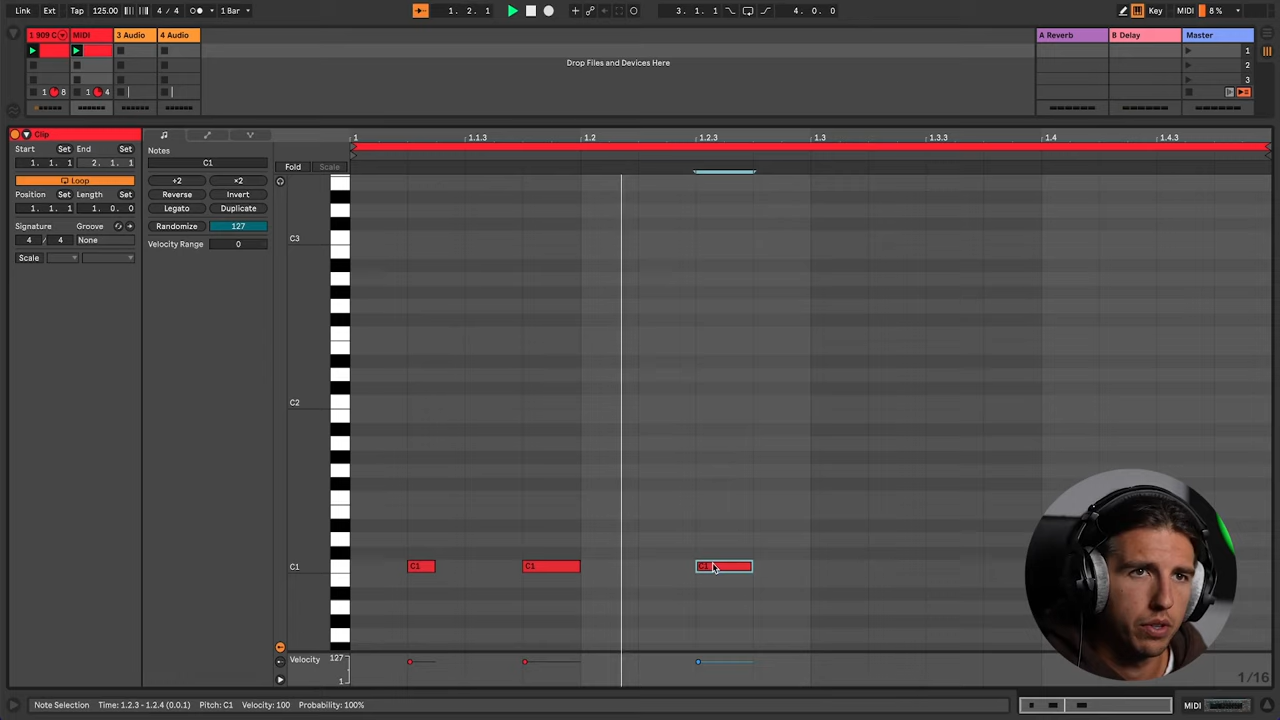 Link Ext Tap 125.00 4 / 4 1 Bar 1. 2. 1 3. 1. 1 4. 0. 0 Key MIDI 8 %
1 909 C MIDI 3 Audio 4 Audio A Reverb B Delay Master
Drop Files and Devices Here
1
2
3
1 8 1 4
Clip
Start Set End Set
1. 1. 1 2. 1. 1
Loop
Position Set Length Set
1. 1. 1 1. 0. 0
Signature Groove
4 / 4 None
Scale
Notes
C1
+2 ×2
Reverse Invert
Legato Duplicate
Randomize 127
Velocity Range 0
1 1.1.3 1.2 1.2.3 1.3 1.3.3 1.4 1.4.3
Fold Scale
C3
C2
C1 C1 C1 C1
Velocity 127
1
1/16
Note Selection Time: 1.2.3 - 1.2.4 (0.0.1) Pitch: C1 Velocity: 100 Probability: 100% MIDI